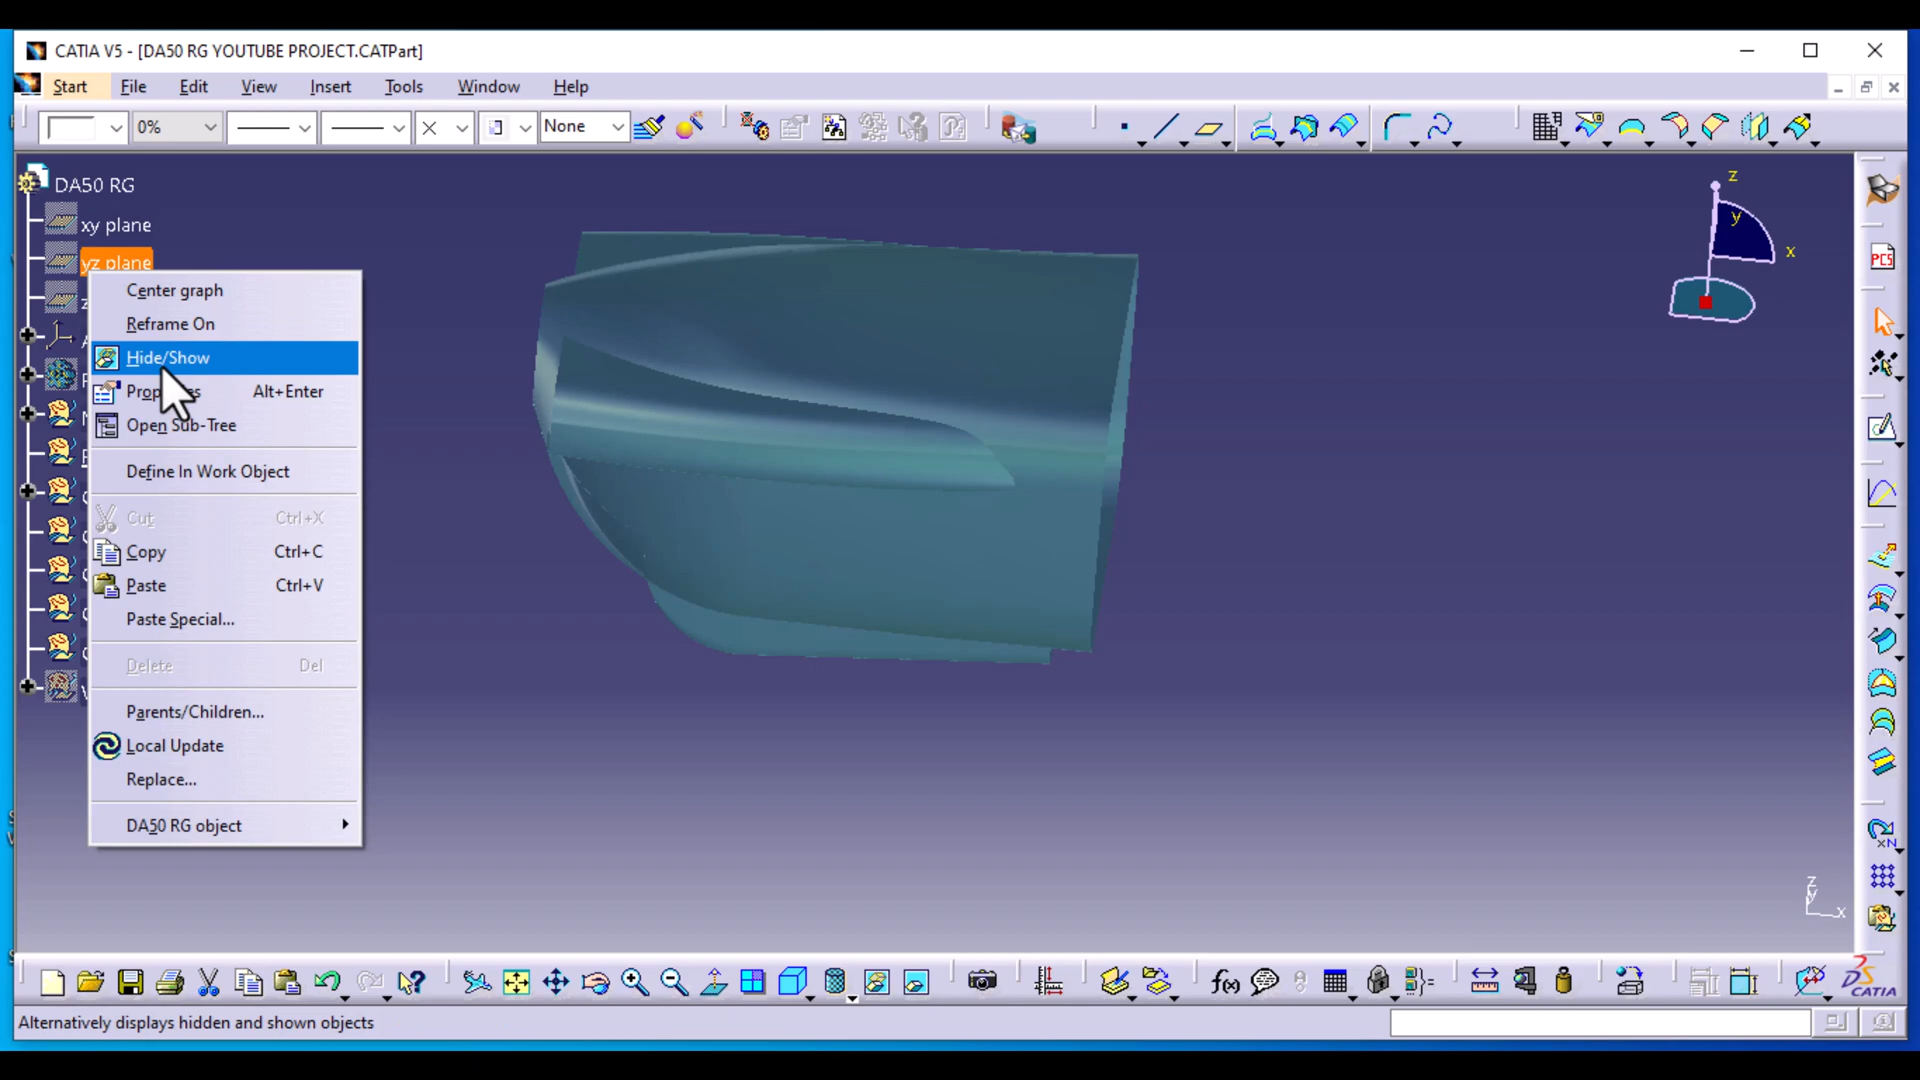 CATIA V5 - [DA50 RG YOUTUBE PROJECT.CATPart]
Start File Edit View Insert Tools Window Help
0% None
DA50 RG
xy plane
yz plane
Center graph
Reframe On
Hide/Show
Alt+Enter
Open Sub-Tree
Define In Work Object
Cut Ctrl+X
Copy Ctrl+C
Paste Ctrl+V
Paste Special...
Delete Del
Parents/Children...
Local Update
Replace...
DA50 RG object
z
y
x
PCS
xN
z
y
x
f(x)
CATIA
Alternatively displays hidden and shown objects